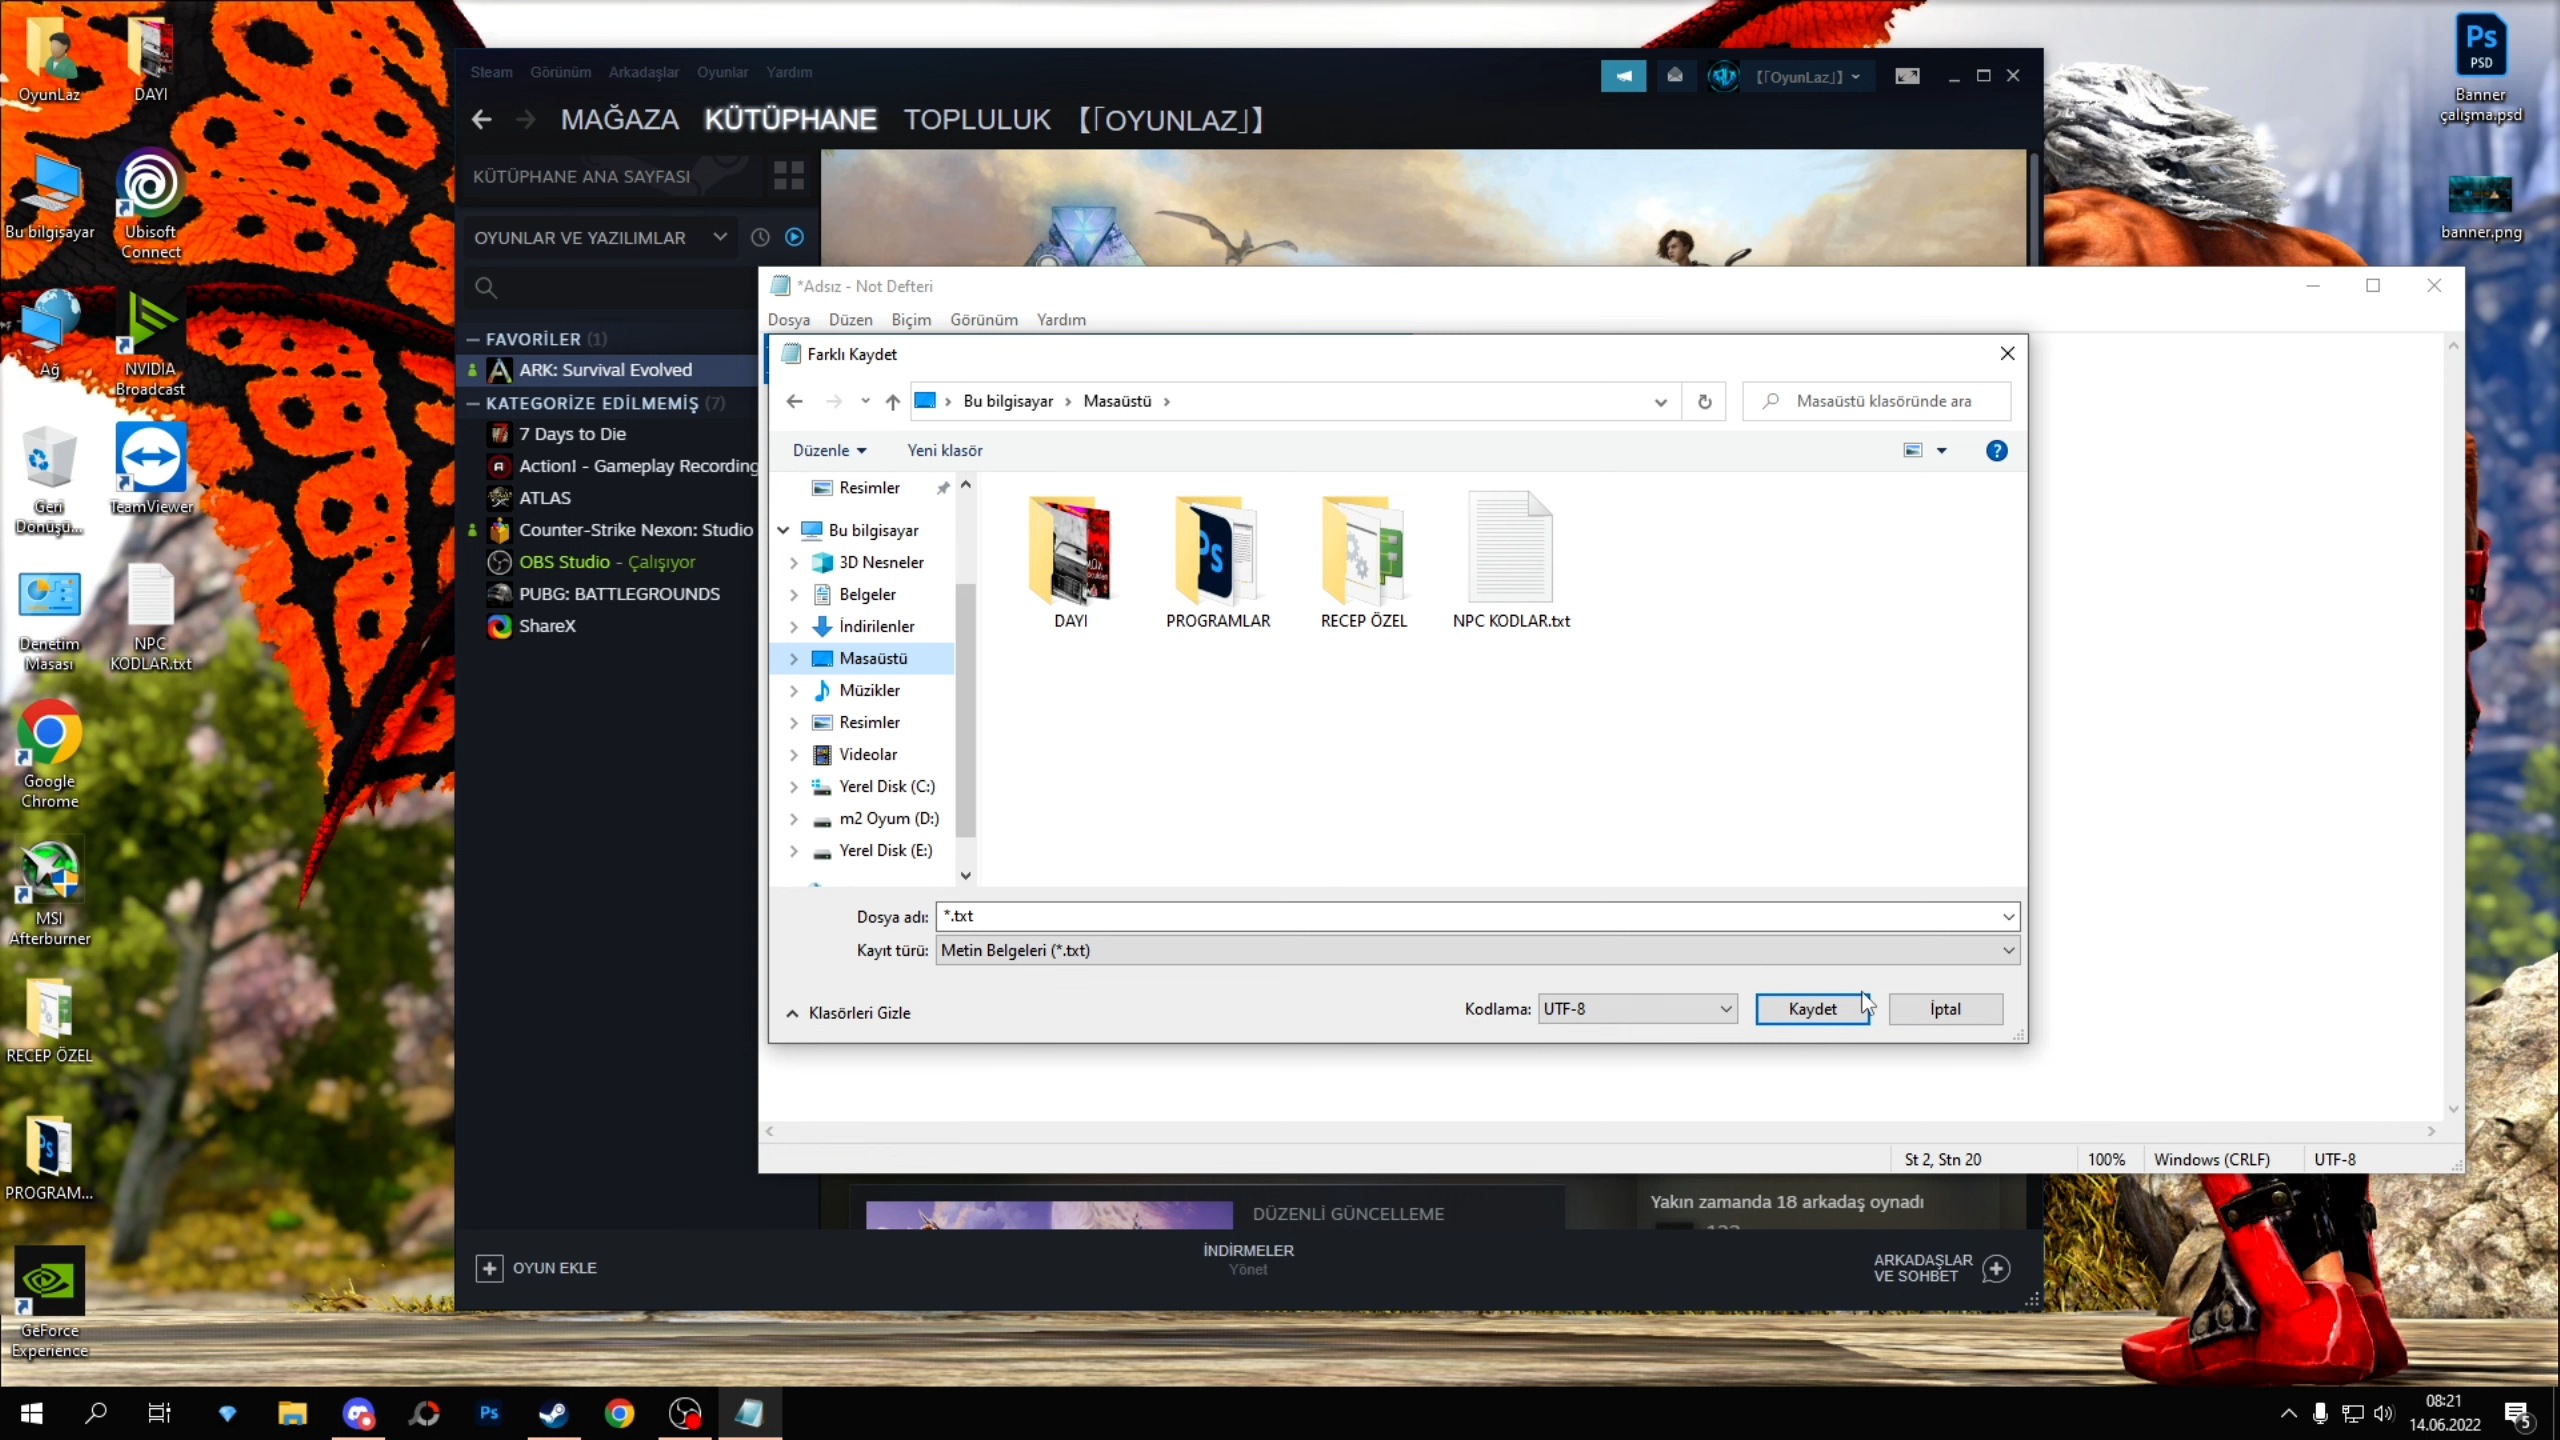 OyunLaz
DAYI
Bu bilgisayar
Ubisoft
Connect
Ağ
NVIDIA
Broadcast
Geri
Dönüşü...
TeamViewer
Denetim
Masası
NPC
KODLAR.txt
Google
Chrome
MSI
Afterburner
RECEP ÖZEL
PROGRAM...
GeForce
Experience
Ps
PSD
Banner
çalışma.psd
banner.png
Steam Görünüm Arkadaşlar Oyunlar Yardım
【「OyunLaz」】
MAĞAZA KÜTÜPHANE TOPLULUK 【「OYUNLAZ」】
KÜTÜPHANE ANA SAYFASI
OYUNLAR VE YAZILIMLAR
— FAVORİLER (1)
ARK: Survival Evolved
— KATEGORİZE EDİLMEMİŞ (7)
7 Days to Die
Action! - Gameplay Recording
ATLAS
Counter-Strike Nexon: Studio
OBS Studio - Çalışıyor
PUBG: BATTLEGROUNDS
ShareX
*Adsız - Not Defteri
Dosya Düzen Biçim Görünüm Yardım
Farklı Kaydet
Bu bilgisayar › Masaüstü ›
Masaüstü klasöründe ara
Düzenle Yeni klasör
Resimler
Bu bilgisayar
3D Nesneler
Belgeler
İndirilenler
Masaüstü
Müzikler
Resimler
Videolar
Yerel Disk (C:)
m2 Oyum (D:)
Yerel Disk (E:)
DAYI
PROGRAMLAR
RECEP ÖZEL
NPC KODLAR.txt
Dosya adı: *.txt
Kayıt türü: Metin Belgeleri (*.txt)
Klasörleri Gizle
Kodlama: UTF-8
Kaydet
İptal
St 2, Stn 20 100% Windows (CRLF) UTF-8
DÜZENLİ GÜNCELLEME
Yakın zamanda 18 arkadaş oynadı
OYUN EKLE
İNDİRMELER
Yönet
ARKADAŞLAR
VE SOHBET
Ps
08:21
14.06.2022
5